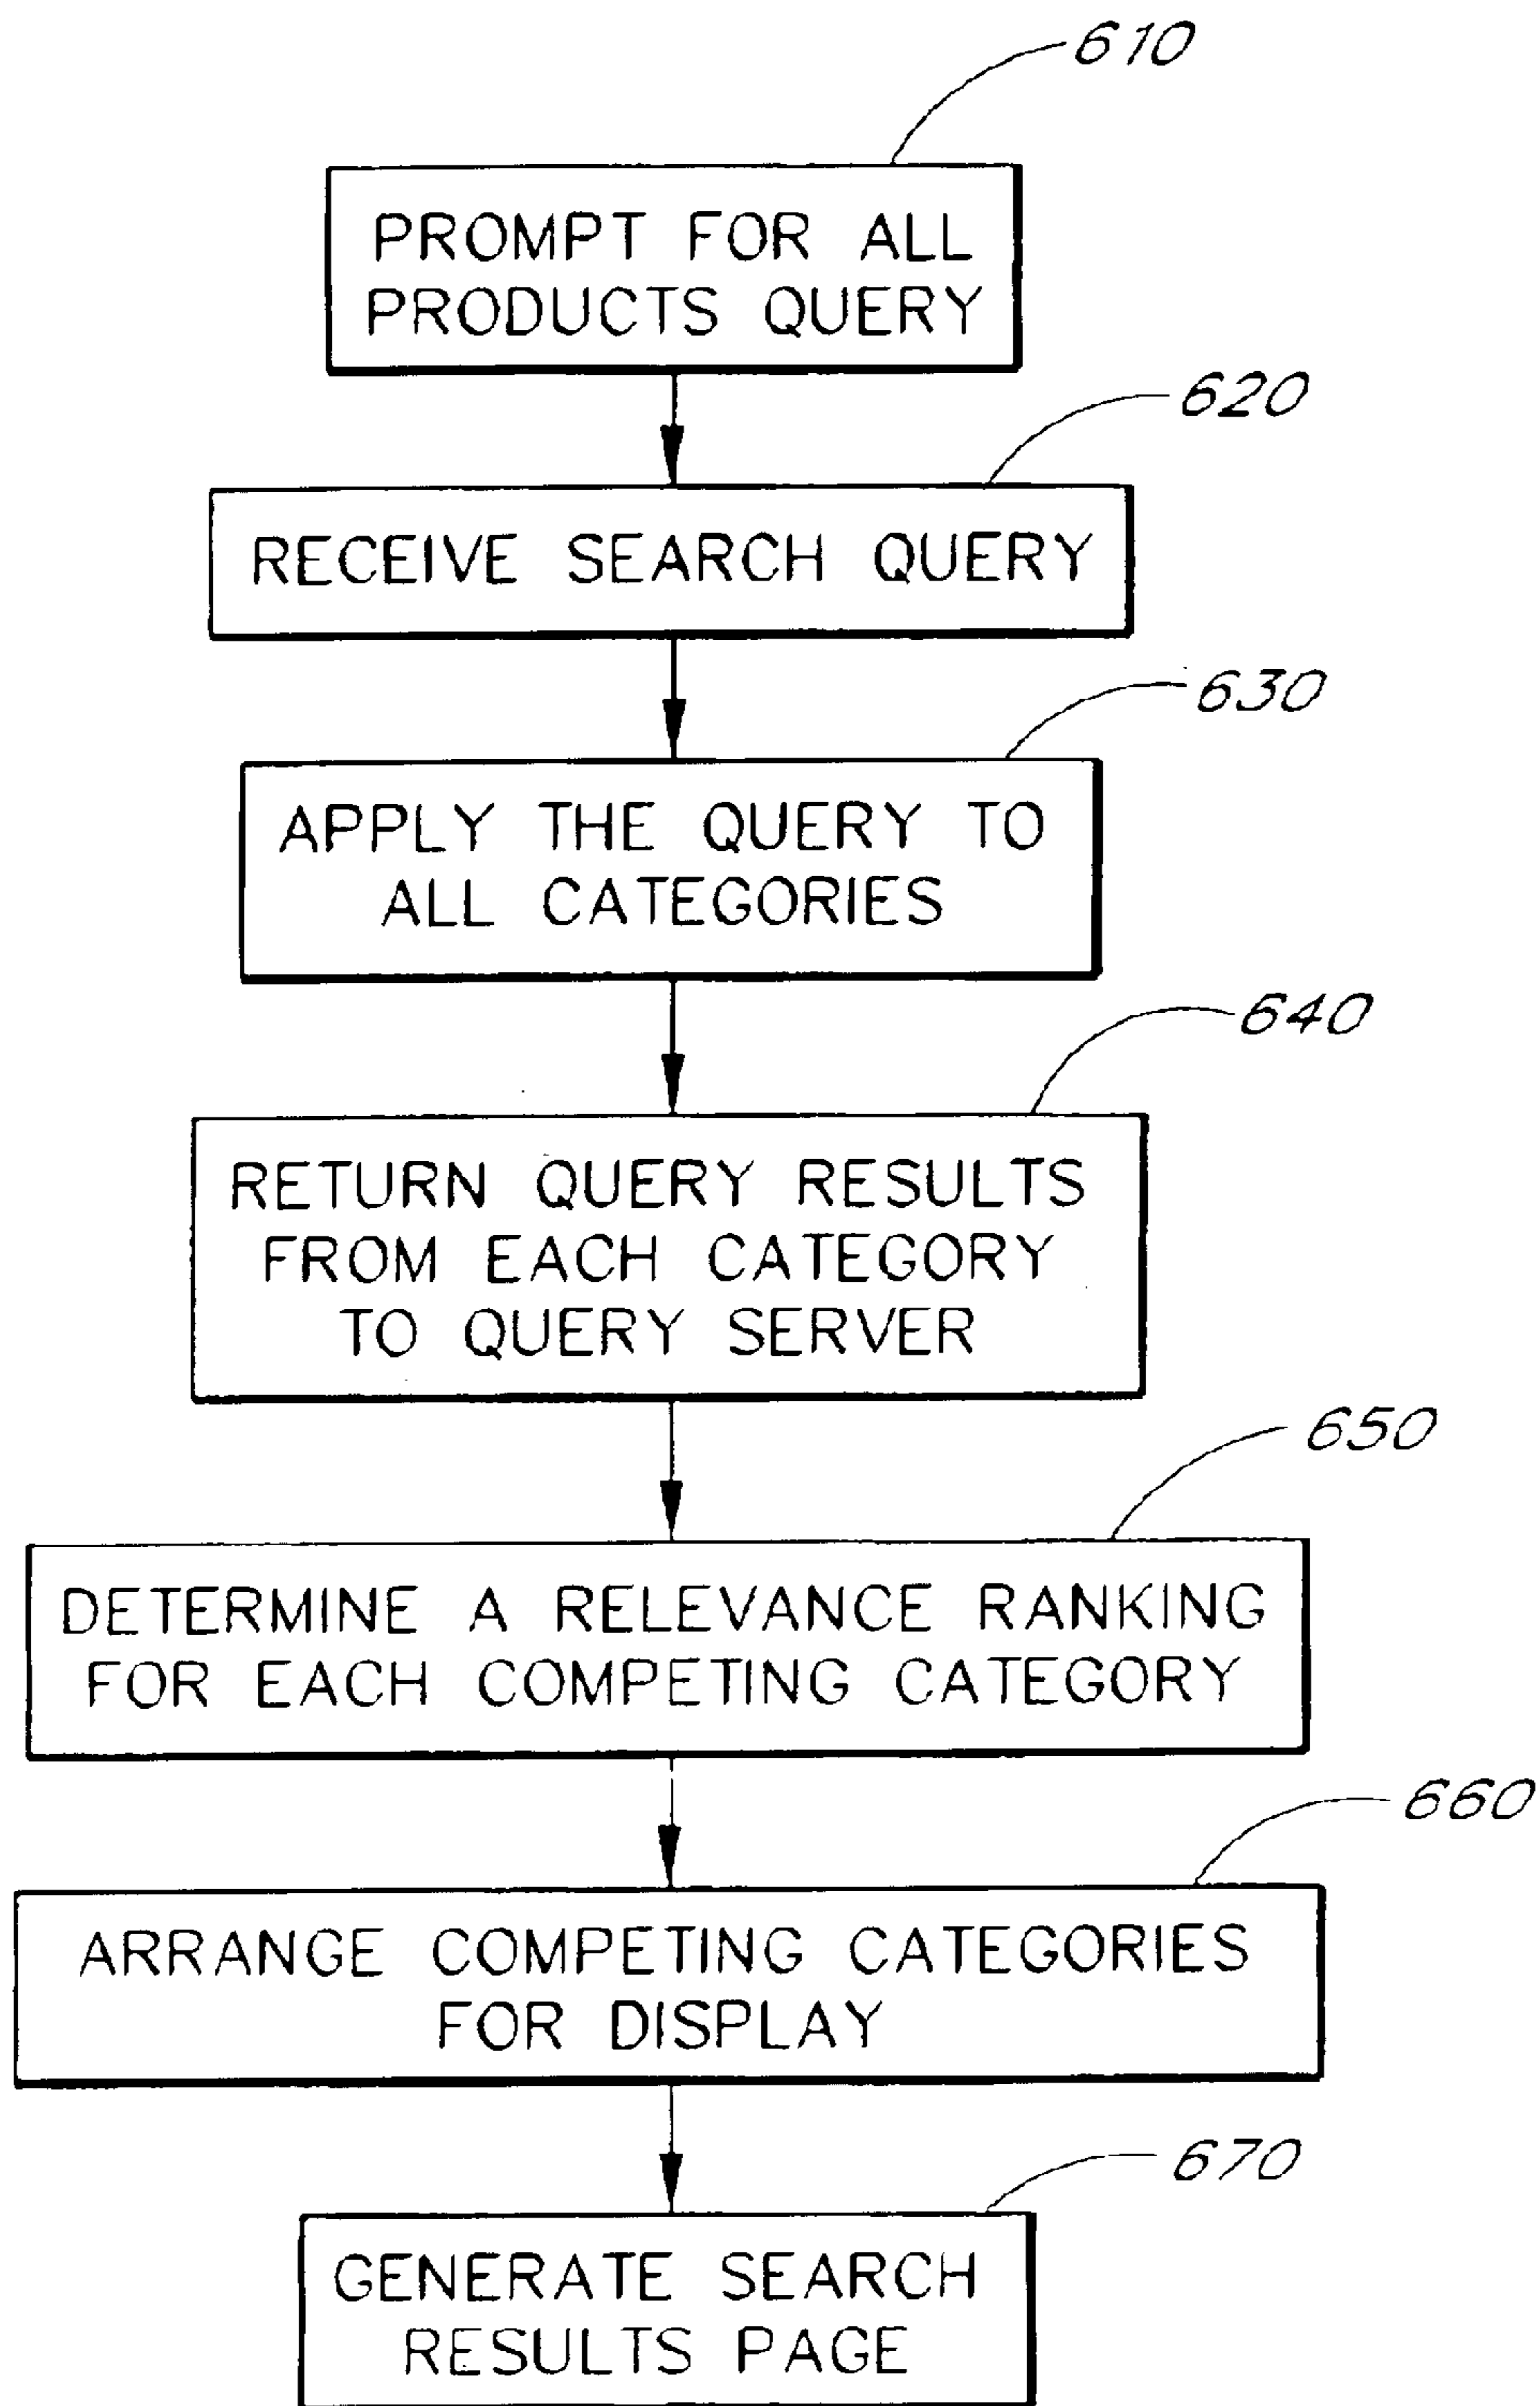 610
PROMPT FOR ALL
PRODUCTS QUERY
620
RECEIVE SEARCH QUERY
630
APPLY THE QUERY TO
ALL CATEGORIES
640
RETURN QUERY RESULTS
FROM EACH CATEGORY
TO QUERY SERVER
650
DETERMINE A RELEVANCE RANKING
FOR EACH COMPETING CATEGORY
660
ARRANGE COMPETING CATEGORIES
FOR DISPLAY
670
GENERATE SEARCH
RESULTS PAGE